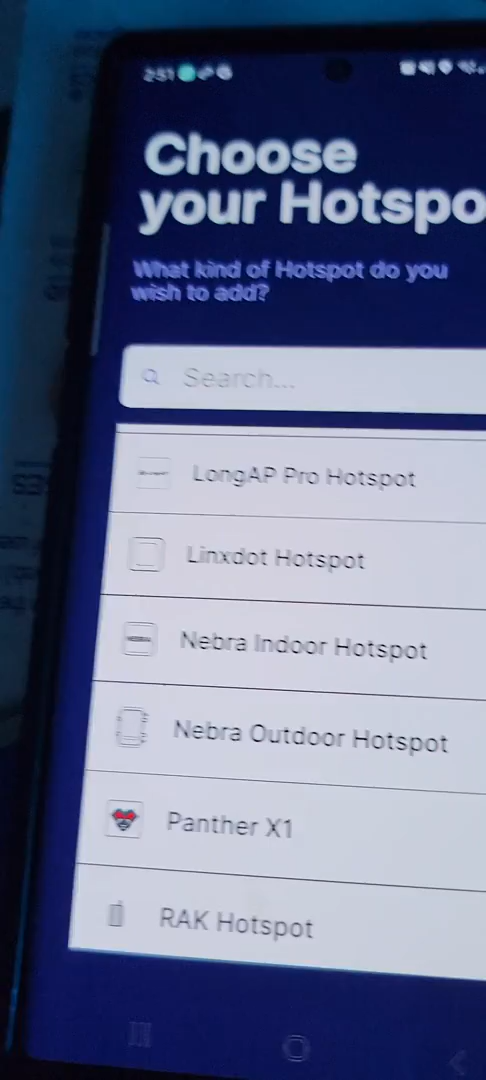 2:51
Choose
your Hotspo
What kind of Hotspot do you
wish to add?
Search...
LongAP Pro Hotspot
Linxdot Hotspot
Nebra Indoor Hotspot
Nebra Outdoor Hotspot
Panther X1
RAK Hotspot